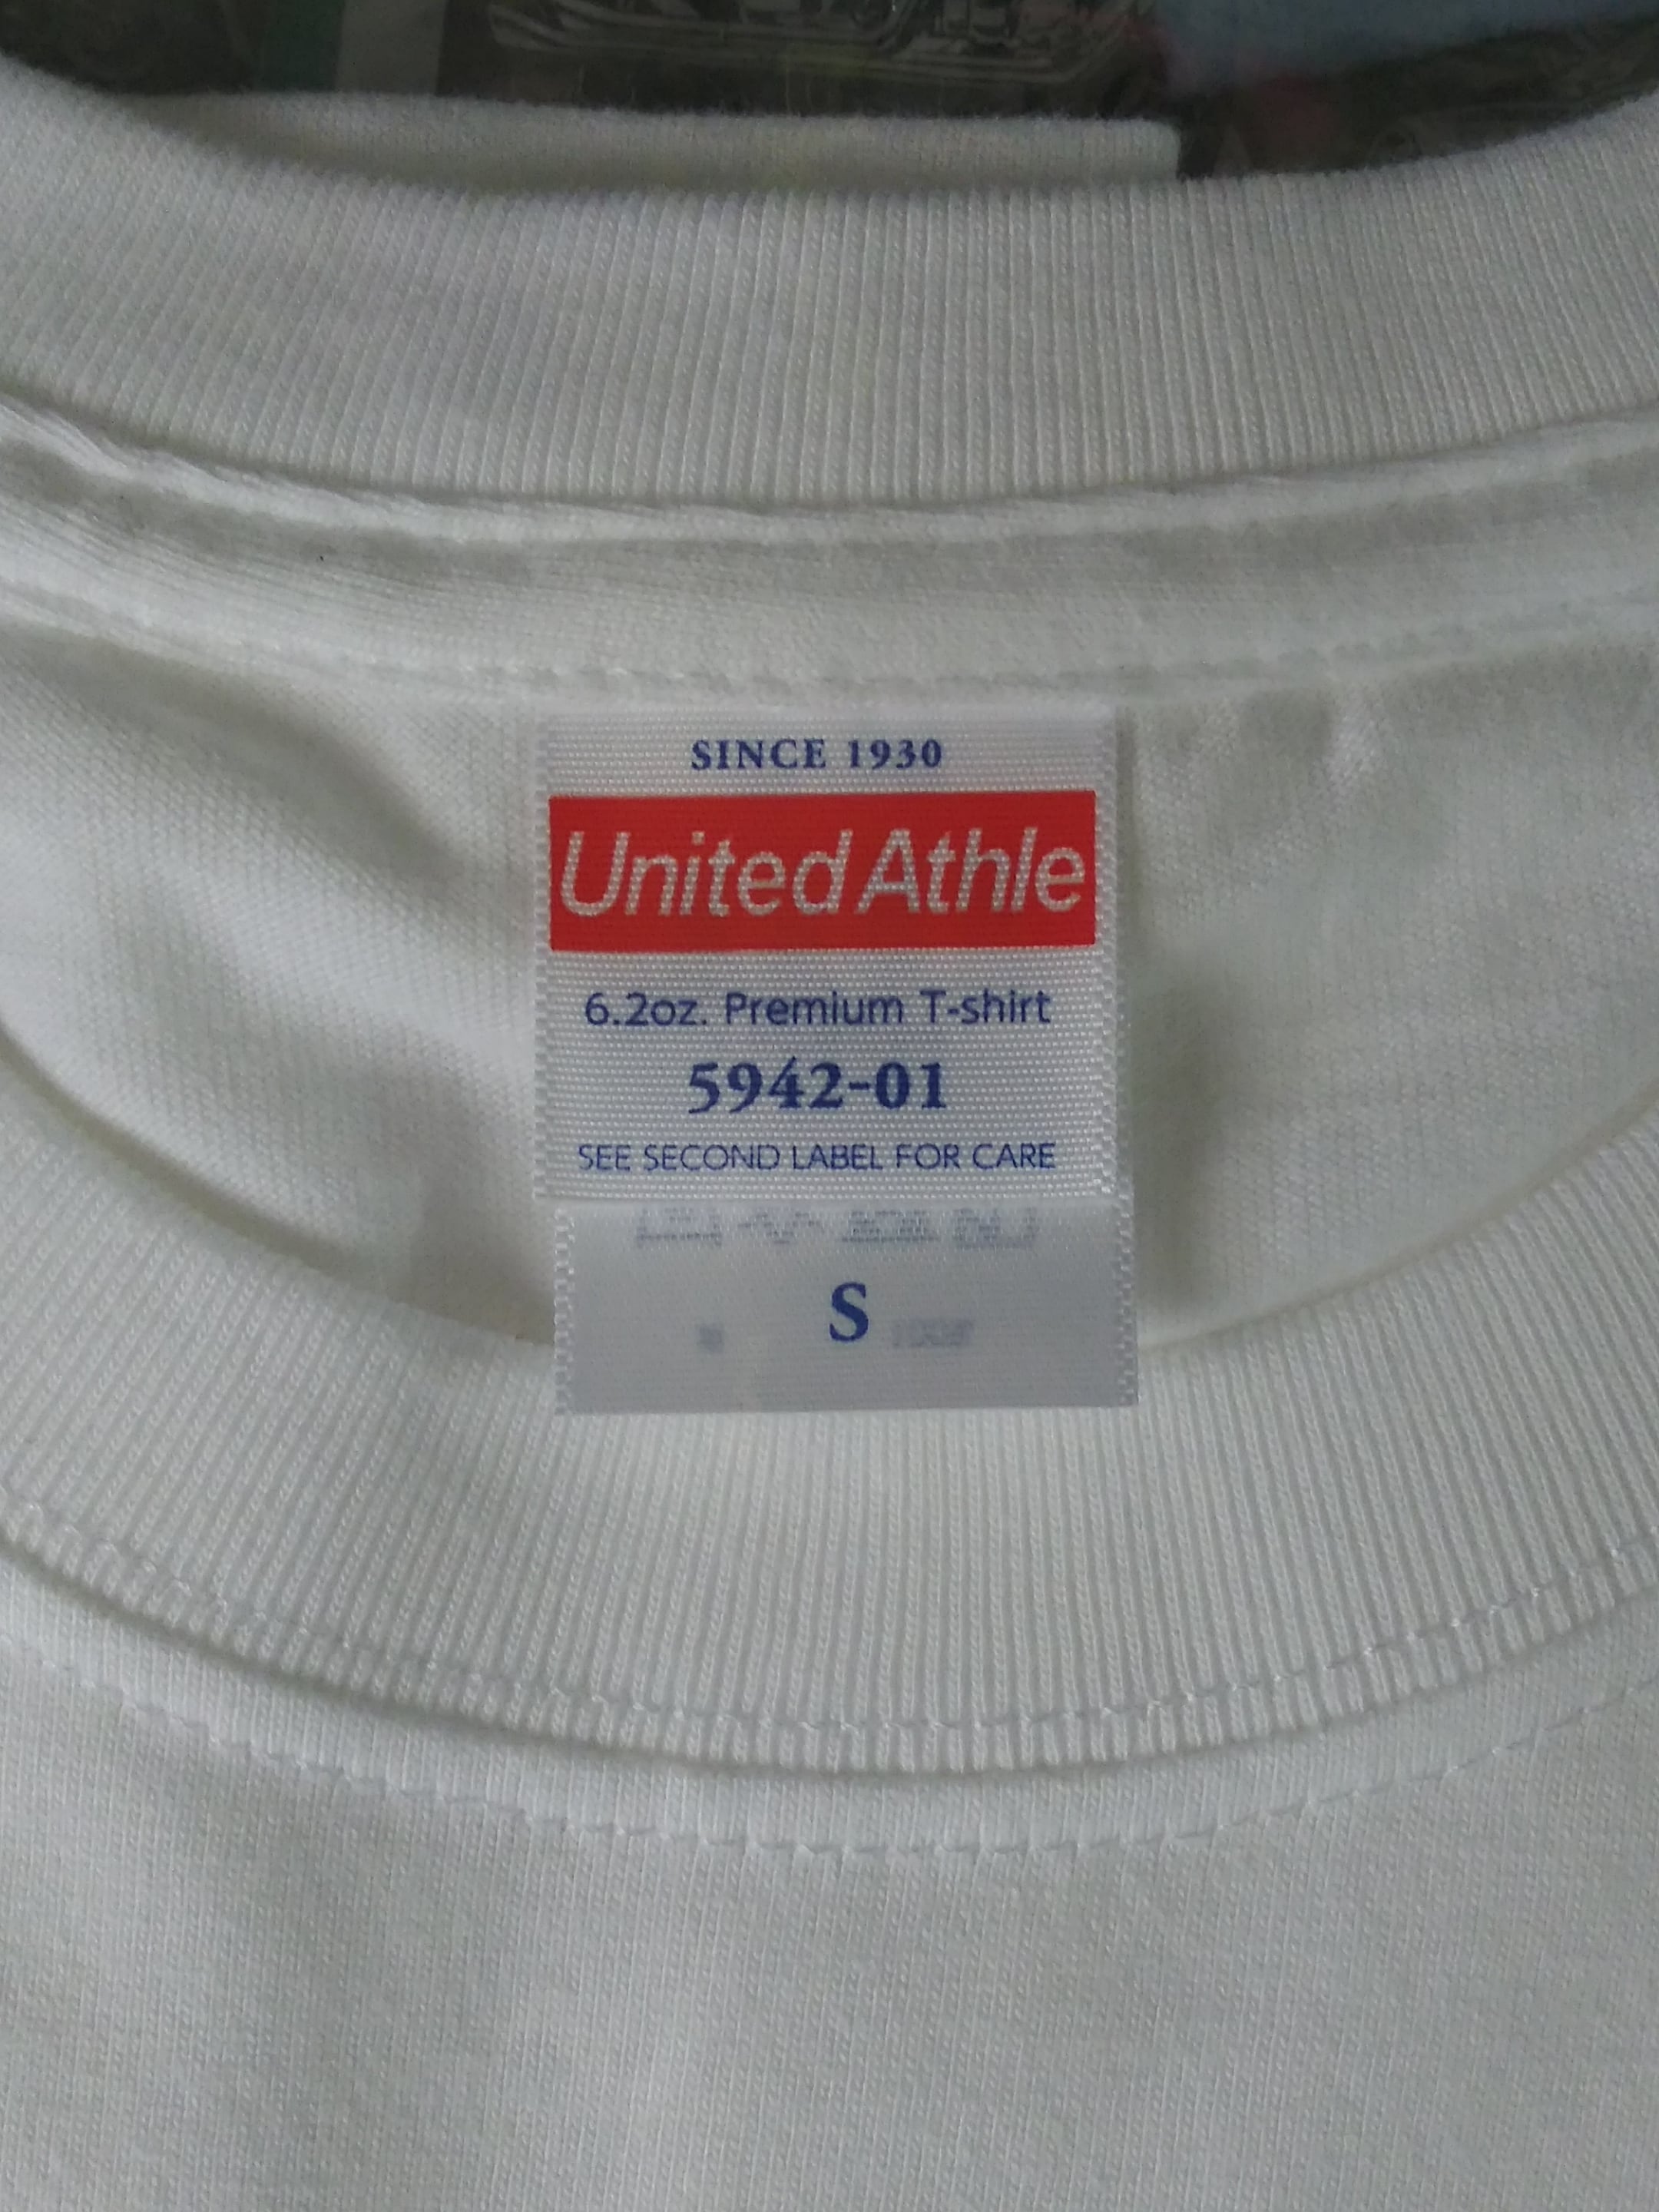 SINCE 1930
United Athle
6.2oz. Premium T-shirt
5942-01
SEE SECOND LABEL FOR CARE
S